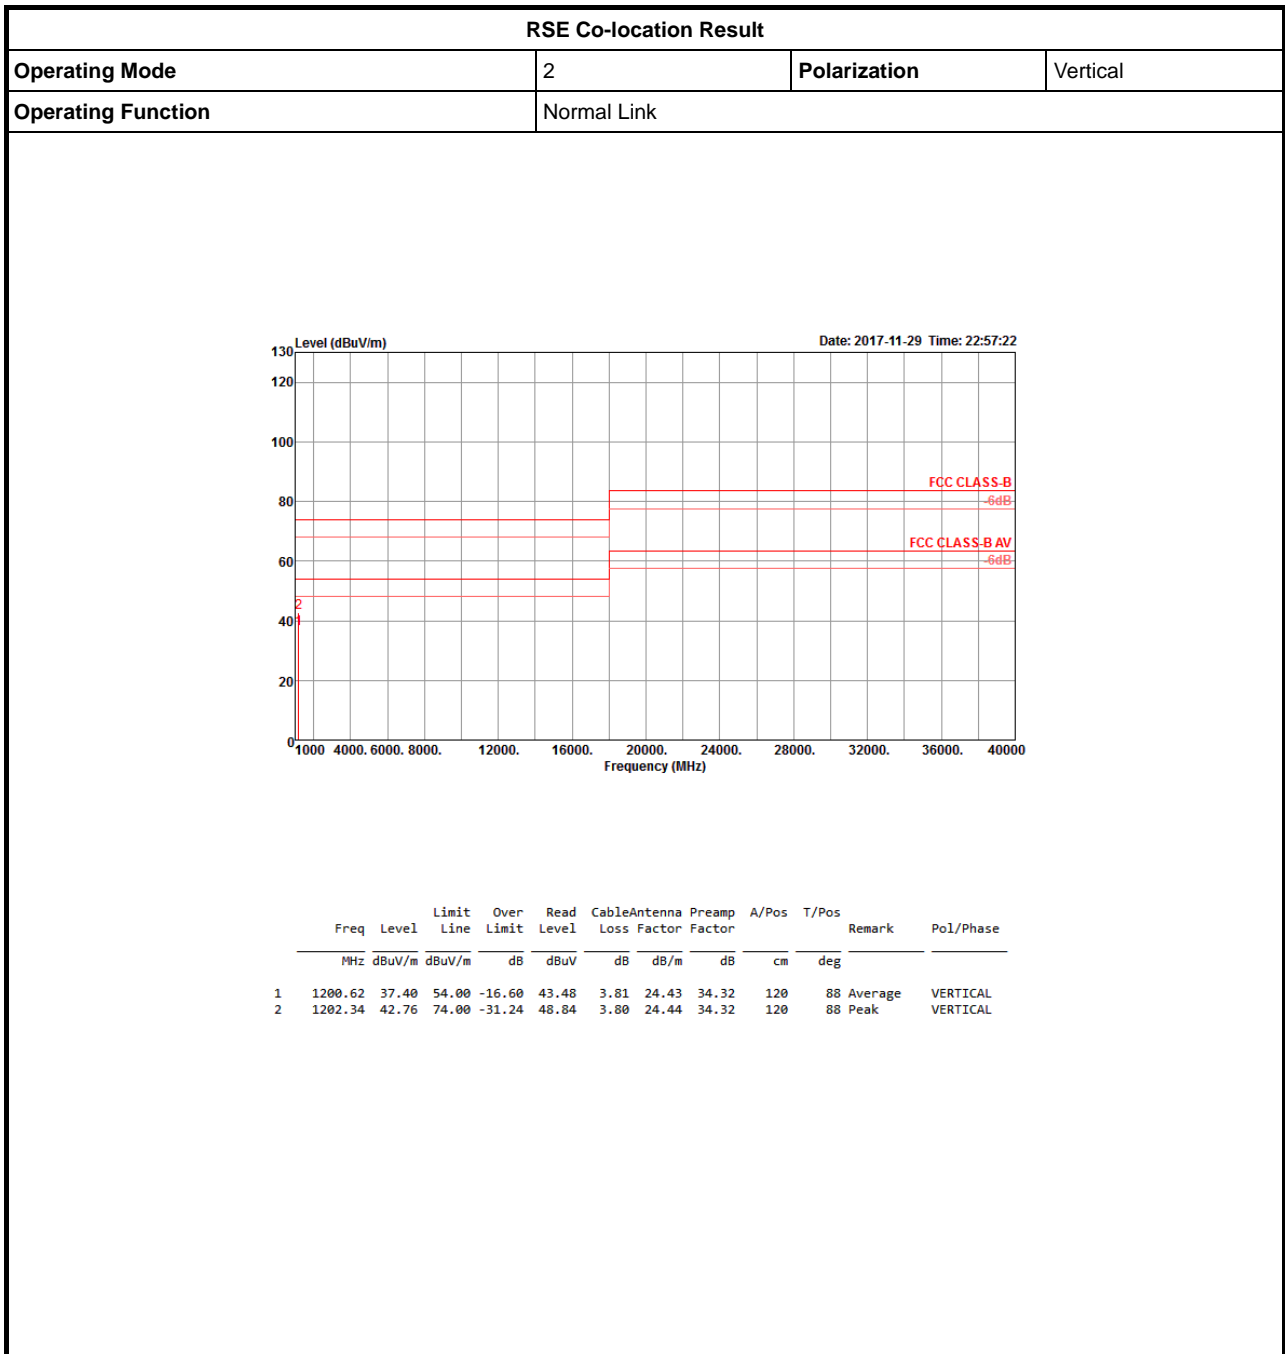 RSE Co-location Result
Operating Mode 2 Polarization Vertical
Operating Function Normal Link
Level (dBuV/m) Date: 2017-11-29 Time: 22:57:22
130
120
100
FCC CLASS-B
80 -6dB
FCC CLASS-B AV
60 -6dB
2
40 1
20
0
1000 4000. 6000. 8000. 12000. 16000. 20000. 24000. 28000. 32000. 36000. 40000
Frequency (MHz)
Limit Over Read CableAntenna Preamp A/Pos T/Pos
Freq Level Line Limit Level Loss Factor Factor Remark Pol/Phase
MHz dBuV/m dBuV/m dB dBuV dB dB/m dB cm deg
1 1200.62 37.40 54.00 -16.60 43.48 3.81 24.43 34.32 120 88 Average VERTICAL
2 1202.34 42.76 74.00 -31.24 48.84 3.80 24.44 34.32 120 88 Peak VERTICAL